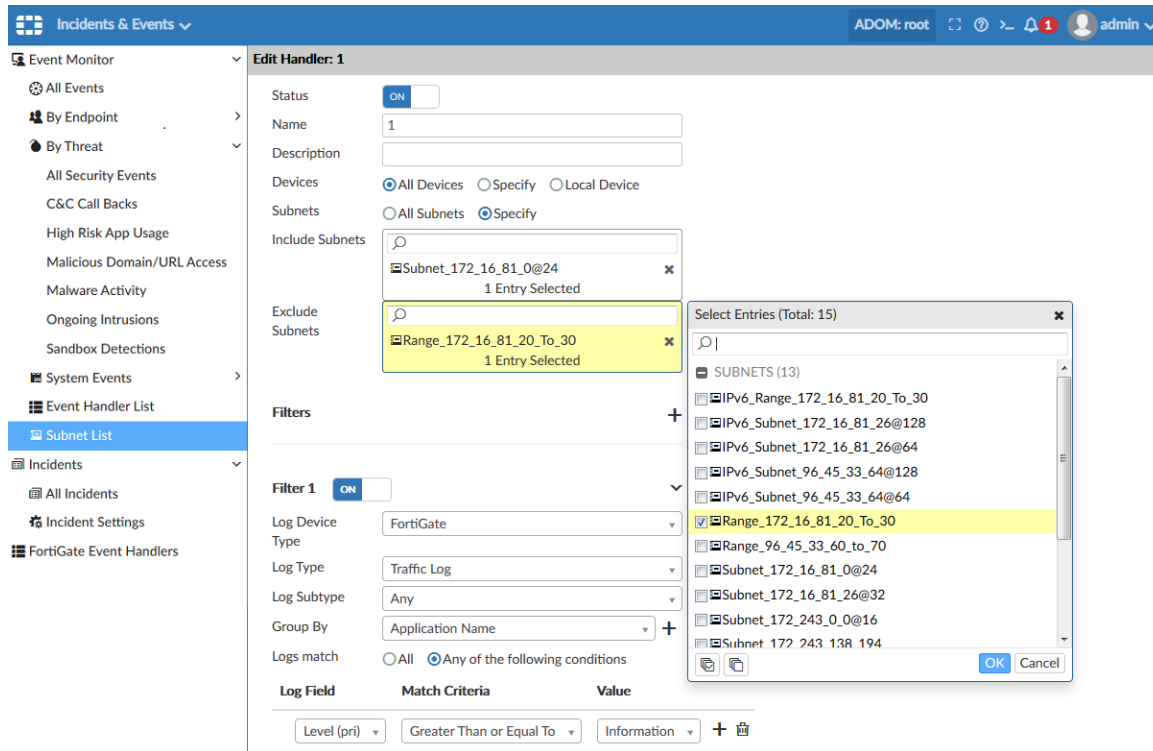 Incidents & Events
ADOM: root
1
admin
Event Monitor
All Events
By Endpoint
By Threat
All Security Events
C&C Call Backs
High Risk App Usage
Malicious Domain/URL Access
Malware Activity
Ongoing Intrusions
Sandbox Detections
System Events
Event Handler List
Subnet List
Incidents
All Incidents
Incident Settings
FortiGate Event Handlers
Edit Handler: 1
Status
ON
Name
1
Description
Devices
All Devices Specify Local Device
Subnets
All Subnets Specify
Include Subnets
Subnet_172_16_81_0@24
1 Entry Selected
Exclude
Subnets
Range_172_16_81_20_To_30
1 Entry Selected
Filters
Filter 1
ON
Log Device
Type
FortiGate
Log Type
Traffic Log
Log Subtype
Any
Group By
Application Name
Logs match
All Any of the following conditions
Log Field Match Criteria Value
Level (pri) Greater Than or Equal To Information
Select Entries (Total: 15)
SUBNETS (13)
IPv6_Range_172_16_81_20_To_30
IPv6_Subnet_172_16_81_26@128
IPv6_Subnet_172_16_81_26@64
IPv6_Subnet_96_45_33_64@128
IPv6_Subnet_96_45_33_64@64
Range_172_16_81_20_To_30
Range_96_45_33_60_to_70
Subnet_172_16_81_0@24
Subnet_172_16_81_26@32
Subnet_172_243_0_0@16
Subnet_172_243_138_194
OK Cancel